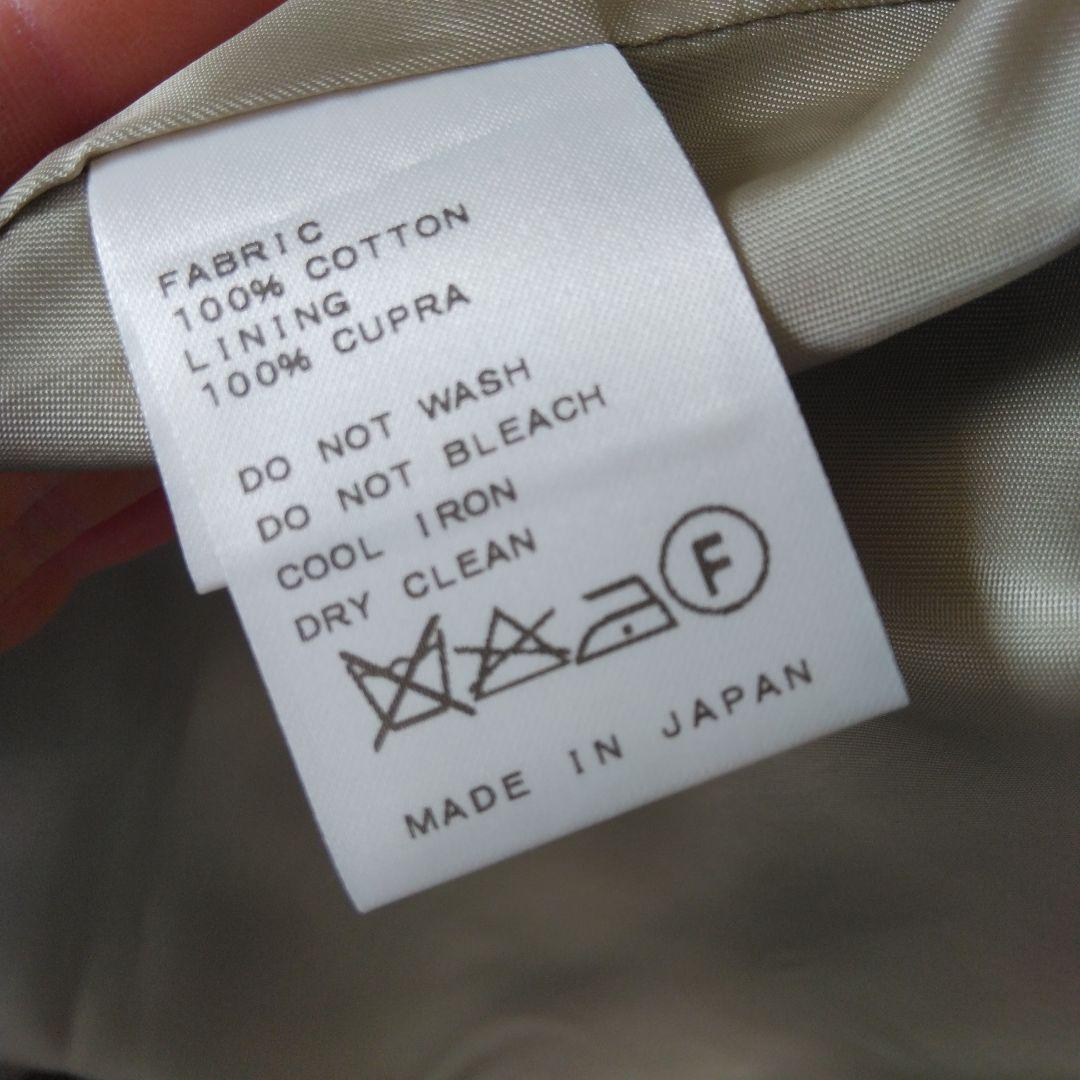 FABRIC
100% COTTON
LINING
100% CUPRA
DO NOT WASH
DO NOT BLEACH
COOL IRON
DRY CLEAN
F
MADE IN JAPAN